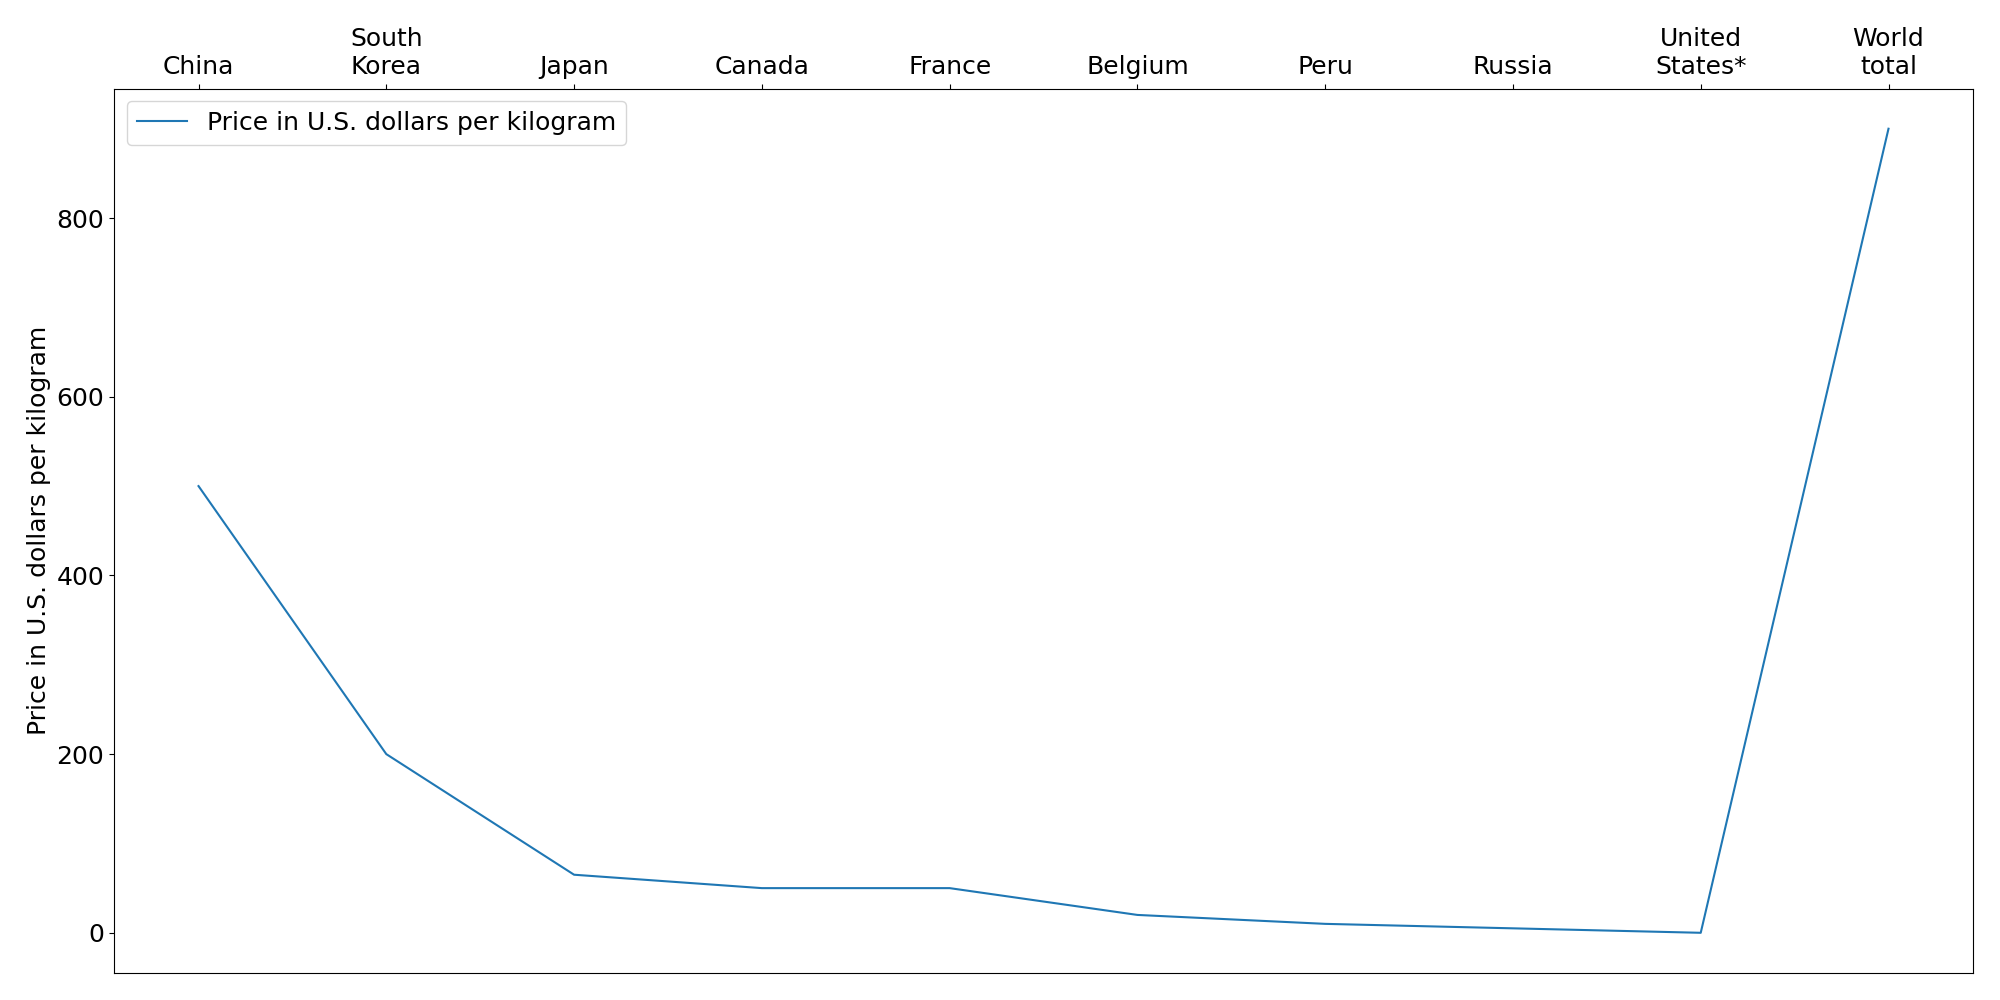 South
United
World
China
Korea
Japan
Canada
France
Belgium
Peru
Russia
States*
total
Price in U.S. dollars per kilogram
800
600
400
200
0
Price in U.S. dollars per kilogram